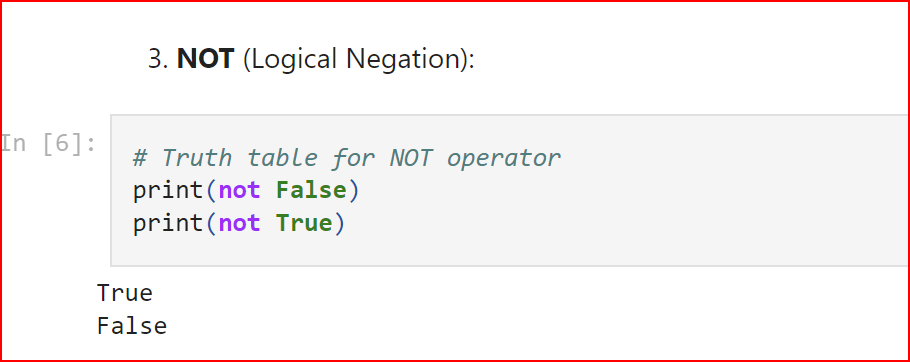 3. NOT (Logical Negation):
In [6]:
# Truth table for NOT operator
print(not False)
print(not True)
True
False